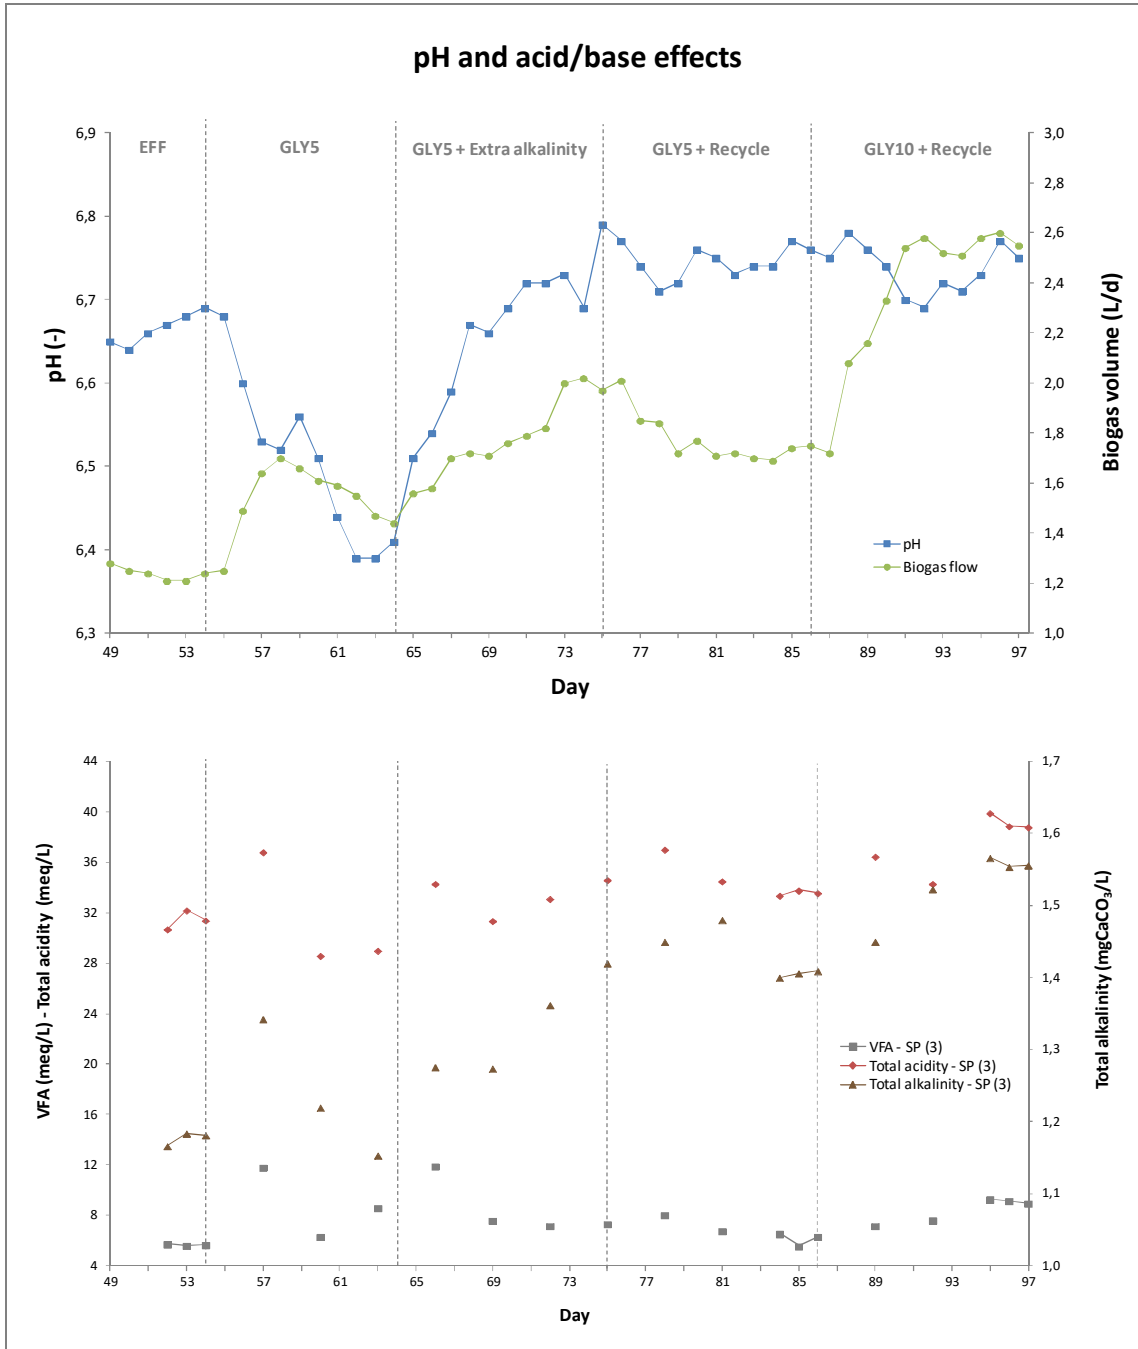 pH and acid/base effects
EFF
GLY5
GLY5 + Extra alkalinity
GLY5 + Recycle
GLY10 + Recycle
6,9
6,8
6,7
6,6
6,5
6,4
6,3
pH (-)
3,0
2,8
2,6
2,4
2,2
2,0
1,8
1,6
1,4
1,2
1,0
Biogas volume (L/d)
pH
Biogas flow
49 53 57 61 65 69 73 77 81 85 89 93 97
Day
44
40
36
32
28
24
20
16
12
8
4
VFA (meq/L) - Total acidity (meq/L)
1,7
1,6
1,5
1,4
1,3
1,2
1,1
1,0
Total alkalinity (mgCaCO₃/L)
VFA - SP (3)
Total acidity - SP (3)
Total alkalinity - SP (3)
49 53 57 61 65 69 73 77 81 85 89 93 97
Day